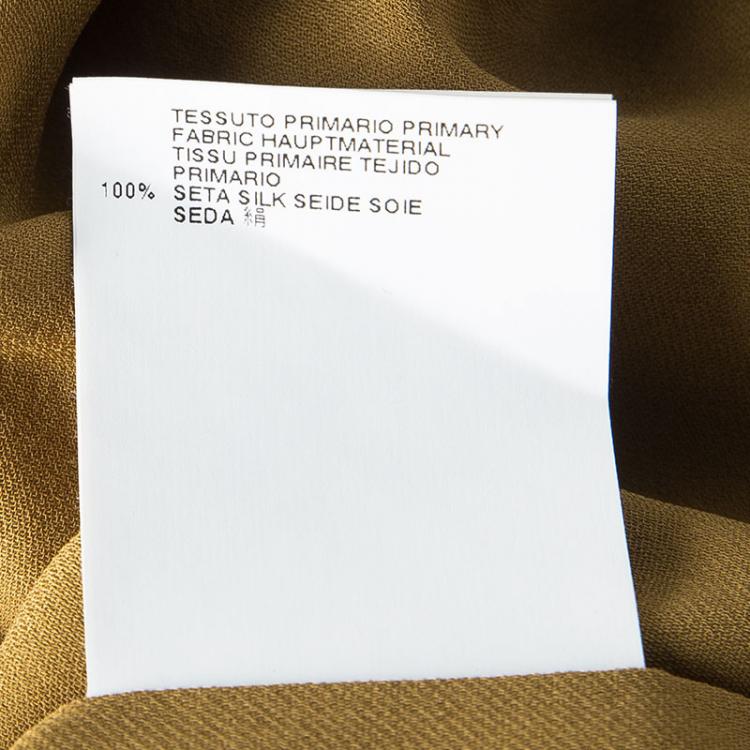 TESSUTO PRIMARIO PRIMARY
FABRIC HAUPTMATERIAL
TISSU PRIMAIRE TEJIDO
PRIMARIO
100% SETA SILK SEIDE SOIE
SEDA 絹